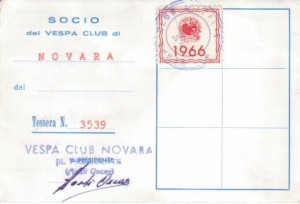 SOCIO
del VESPA CLUB di
NOVARA
dal
Tessera N. 3539
VESPA CLUB NOVARA
IL PRESIDENTE
1966